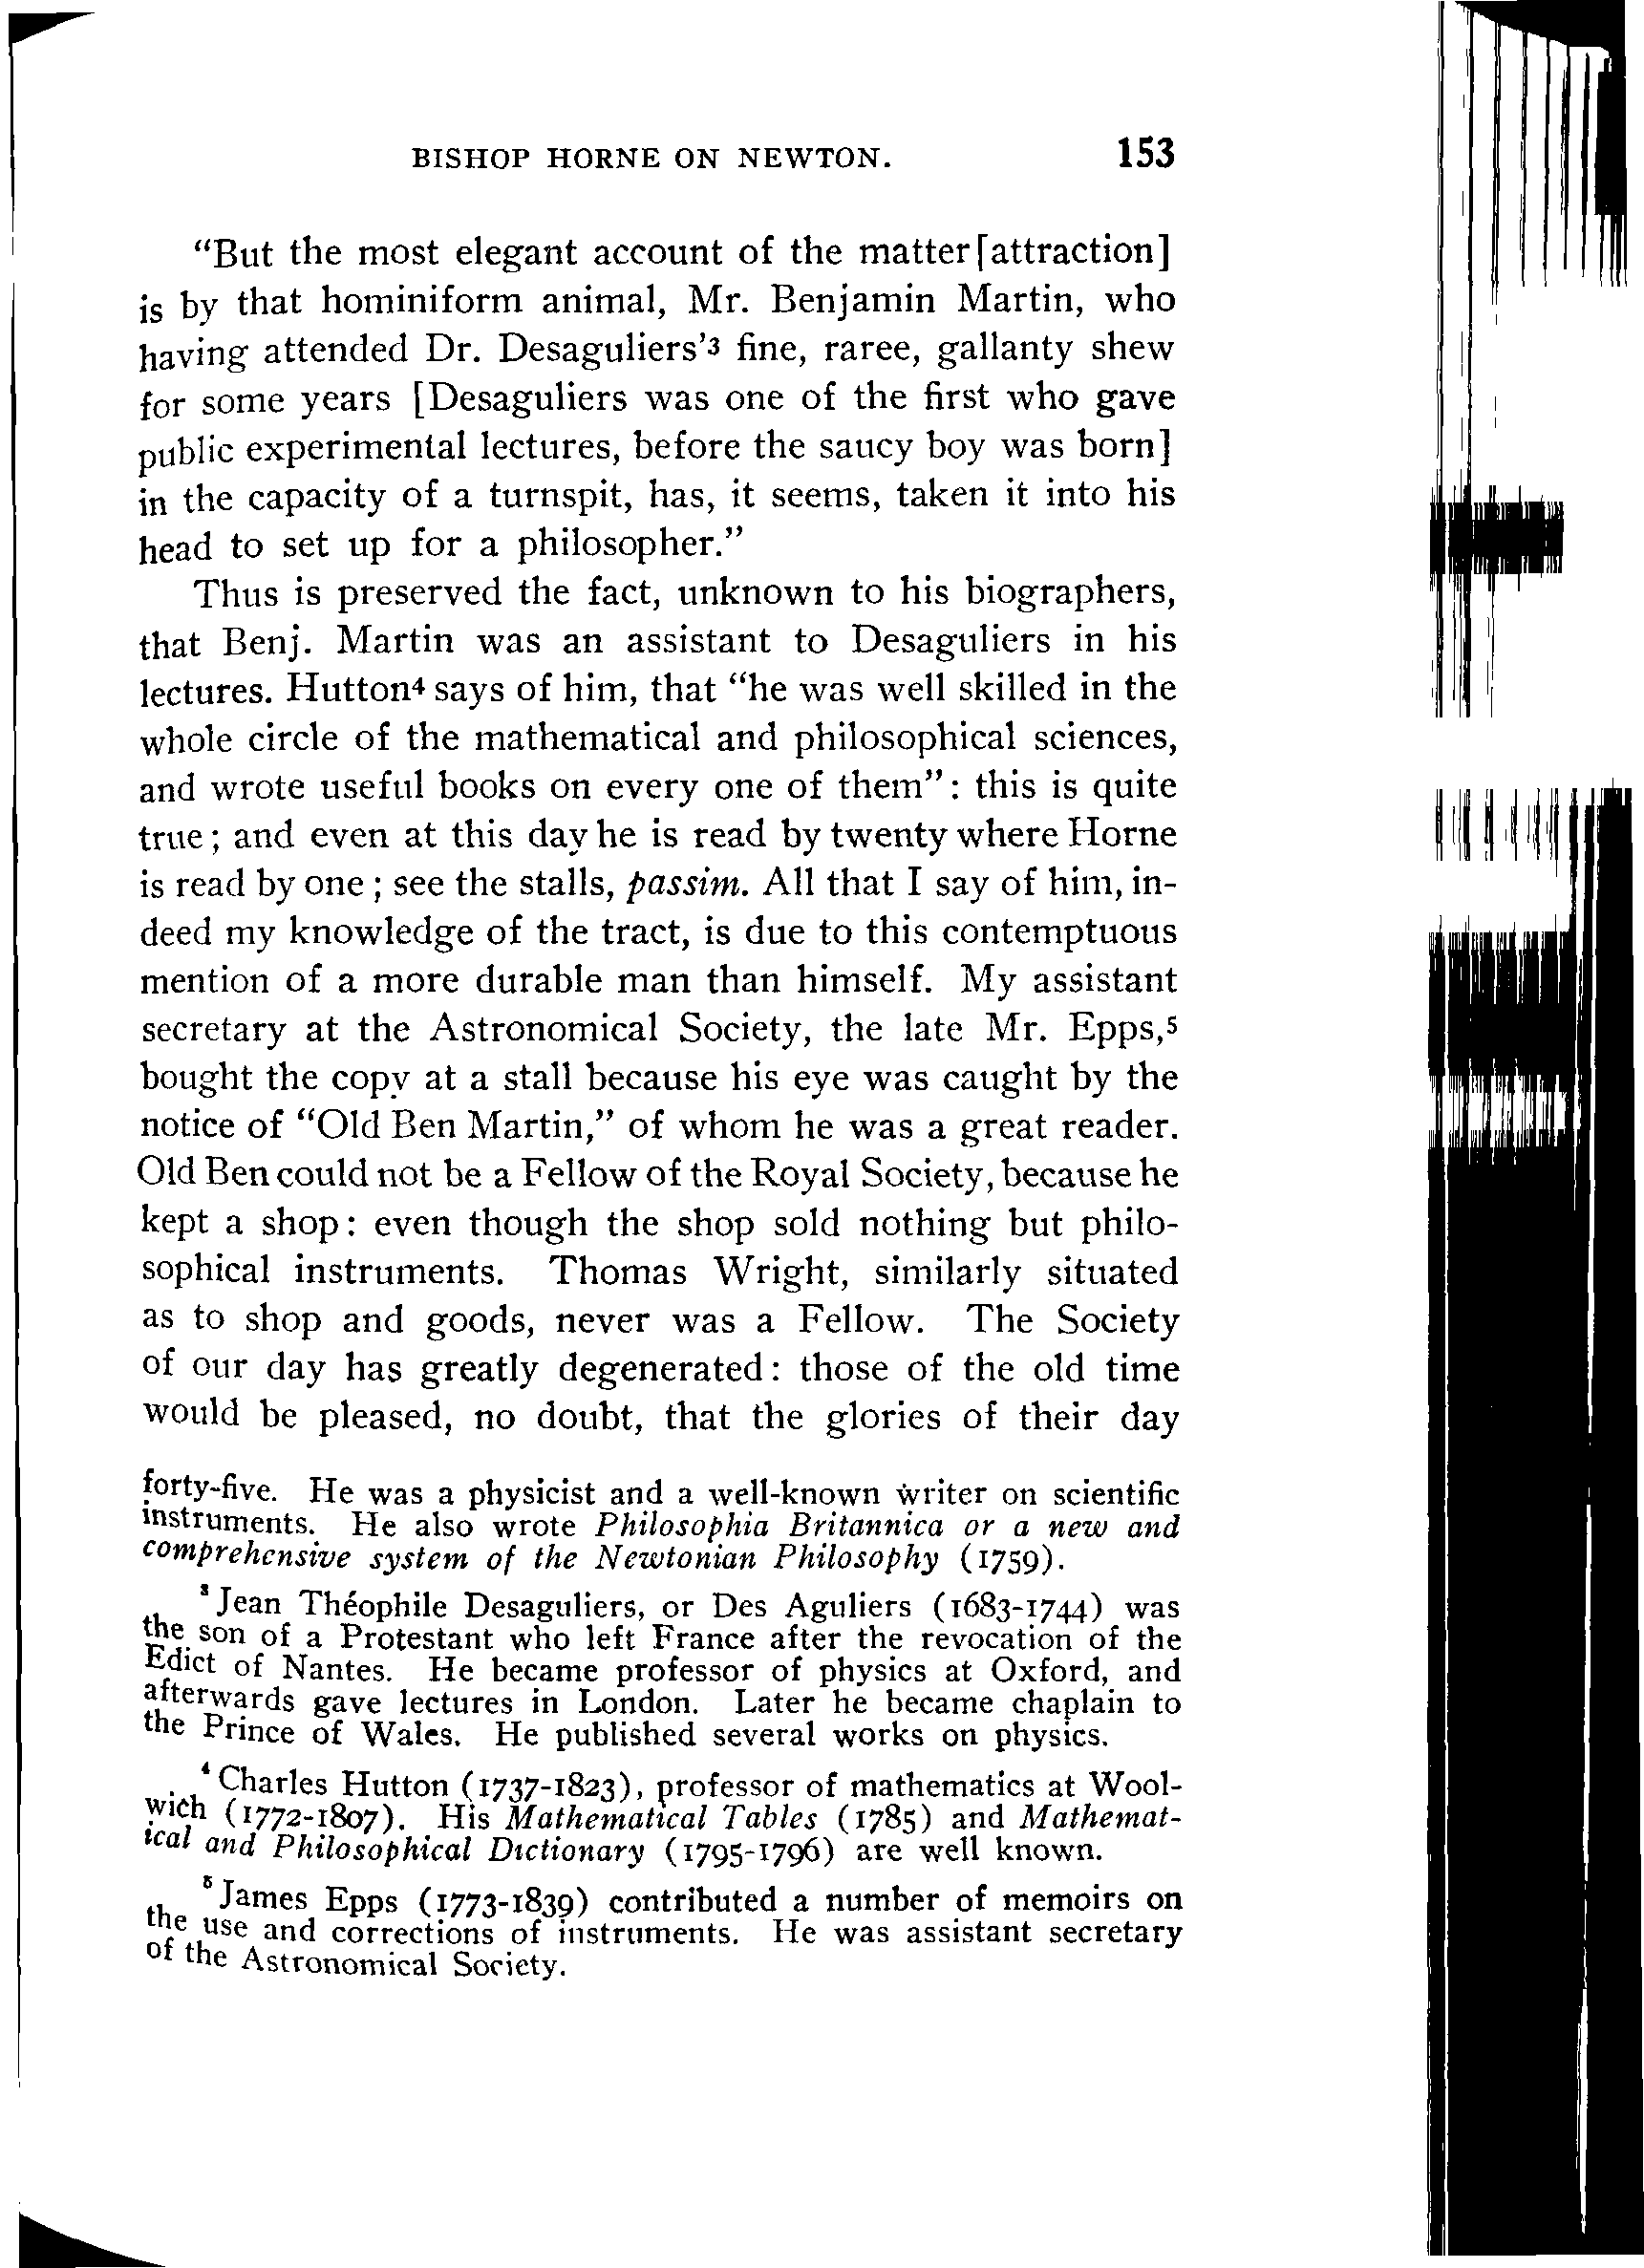 BISHOP HORNE ON NEWTON. 153
“But the most elegant account of the matter [attraction]
is by that hominiform animal, Mr. Benjamin Martin, who
having attended Dr. Desaguliers’³ fine, raree, gallanty shew
for some years [Desaguliers was one of the first who gave
public experimental lectures, before the saucy boy was born]
in the capacity of a turnspit, has, it seems, taken it into his
head to set up for a philosopher.”
Thus is preserved the fact, unknown to his biographers,
that Benj. Martin was an assistant to Desaguliers in his
lectures. Hutton⁴ says of him, that “he was well skilled in the
whole circle of the mathematical and philosophical sciences,
and wrote useful books on every one of them”: this is quite
true; and even at this day he is read by twenty where Horne
is read by one; see the stalls, passim. All that I say of him, in-
deed my knowledge of the tract, is due to this contemptuous
mention of a more durable man than himself. My assistant
secretary at the Astronomical Society, the late Mr. Epps,⁵
bought the copy at a stall because his eye was caught by the
notice of “Old Ben Martin,” of whom he was a great reader.
Old Ben could not be a Fellow of the Royal Society, because he
kept a shop: even though the shop sold nothing but philo-
sophical instruments. Thomas Wright, similarly situated
as to shop and goods, never was a Fellow. The Society
of our day has greatly degenerated: those of the old time
would be pleased, no doubt, that the glories of their day
forty-five. He was a physicist and a well-known writer on scientific
instruments. He also wrote Philosophia Britannica or a new and
comprehensive system of the Newtonian Philosophy (1759).
³ Jean Théophile Desaguliers, or Des Aguliers (1683-1744) was
the son of a Protestant who left France after the revocation of the
Edict of Nantes. He became professor of physics at Oxford, and
afterwards gave lectures in London. Later he became chaplain to
the Prince of Wales. He published several works on physics.
⁴ Charles Hutton (1737-1823), professor of mathematics at Wool-
wich (1772-1807). His Mathematical Tables (1785) and Mathemat-
ical and Philosophical Dictionary (1795-1796) are well known.
⁵ James Epps (1773-1839) contributed a number of memoirs on
the use and corrections of instruments. He was assistant secretary
of the Astronomical Society.